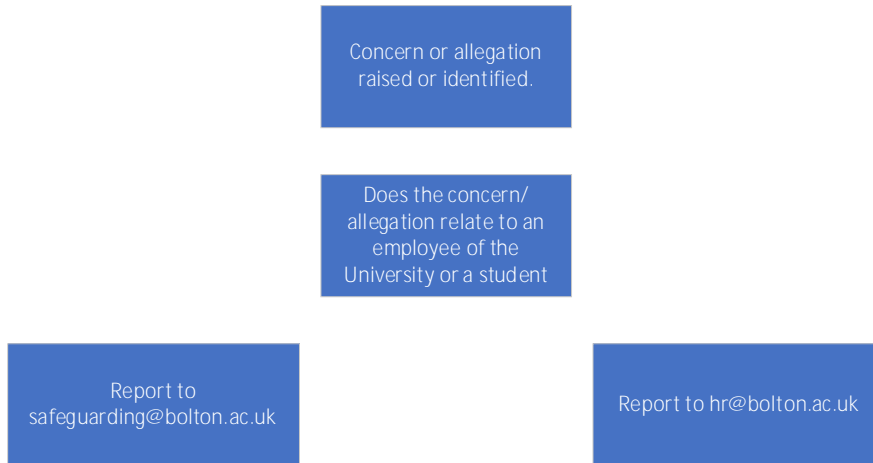 Concern or allegation
raised or identified.
Does the concern/
allegation relate to an
employee of the
University or a student
Report to
safeguarding@bolton.ac.uk
Report to hr@bolton.ac.uk